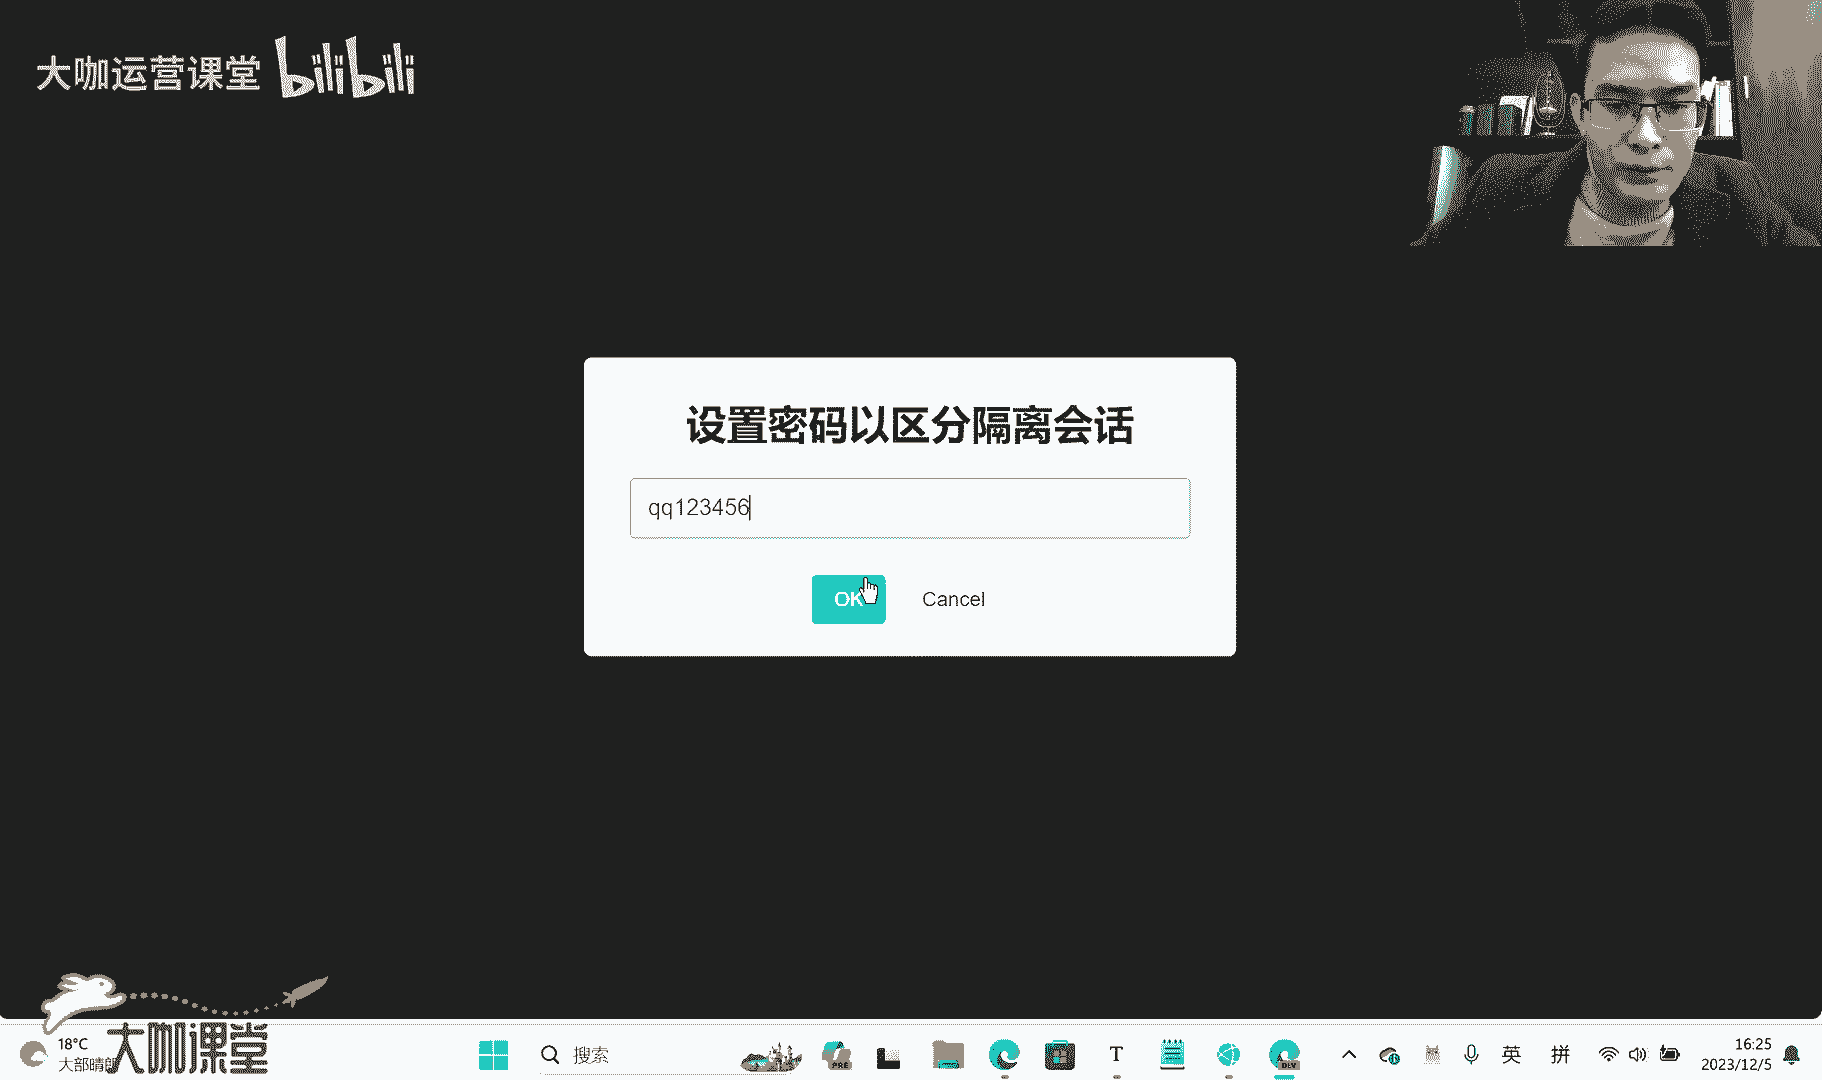 大咖运营课堂 bilibili
设置密码以区分隔离会话
qq123456
OK
Cancel
18°C
大部晴朗
大咖课堂
搜索
PRE
T
DEV
英
拼
16:25
2023/12/5